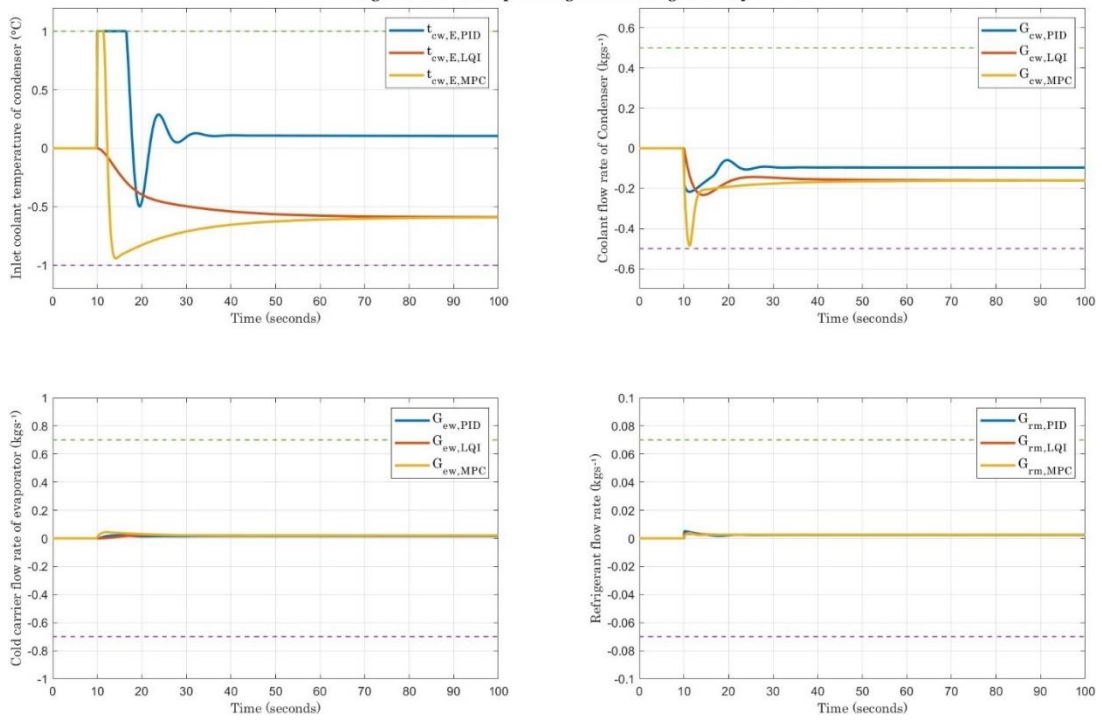 1
0.5
0
-0.5
-1
0 10 20 30 40 50 60 70 80 90 100
Time (seconds)
Inlet coolant temperature of condenser (°C)
t_cw,E,PID
t_cw,E,LQI
t_cw,E,MPC
0.6
0.4
0.2
0
-0.2
-0.4
-0.6
0 10 20 30 40 50 60 70 80 90 100
Time (seconds)
Coolant flow rate of Condenser (kgs⁻¹)
G_cw,PID
G_cw,LQI
G_cw,MPC
1
0.8
0.6
0.4
0.2
0
-0.2
-0.4
-0.6
-0.8
-1
0 10 20 30 40 50 60 70 80 90 100
Time (seconds)
Cold carrier flow rate of evaporator (kgs⁻¹)
G_ew,PID
G_ew,LQI
G_ew,MPC
0.1
0.08
0.06
0.04
0.02
0
-0.02
-0.04
-0.06
-0.08
-0.1
0 10 20 30 40 50 60 70 80 90 100
Time (seconds)
Refrigerant flow rate (kgs⁻¹)
G_rm,PID
G_rm,LQI
G_rm,MPC